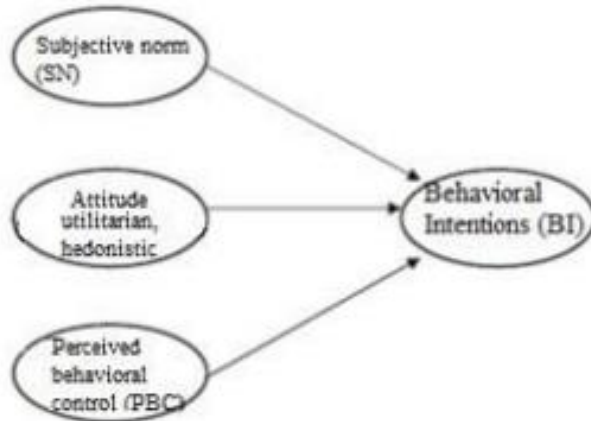 Subjective norm
(SN)
Attitude
utilitarian,
hedonistic
Behavioral
Intentions (BI)
Perceived
behavioral
control (PBC)